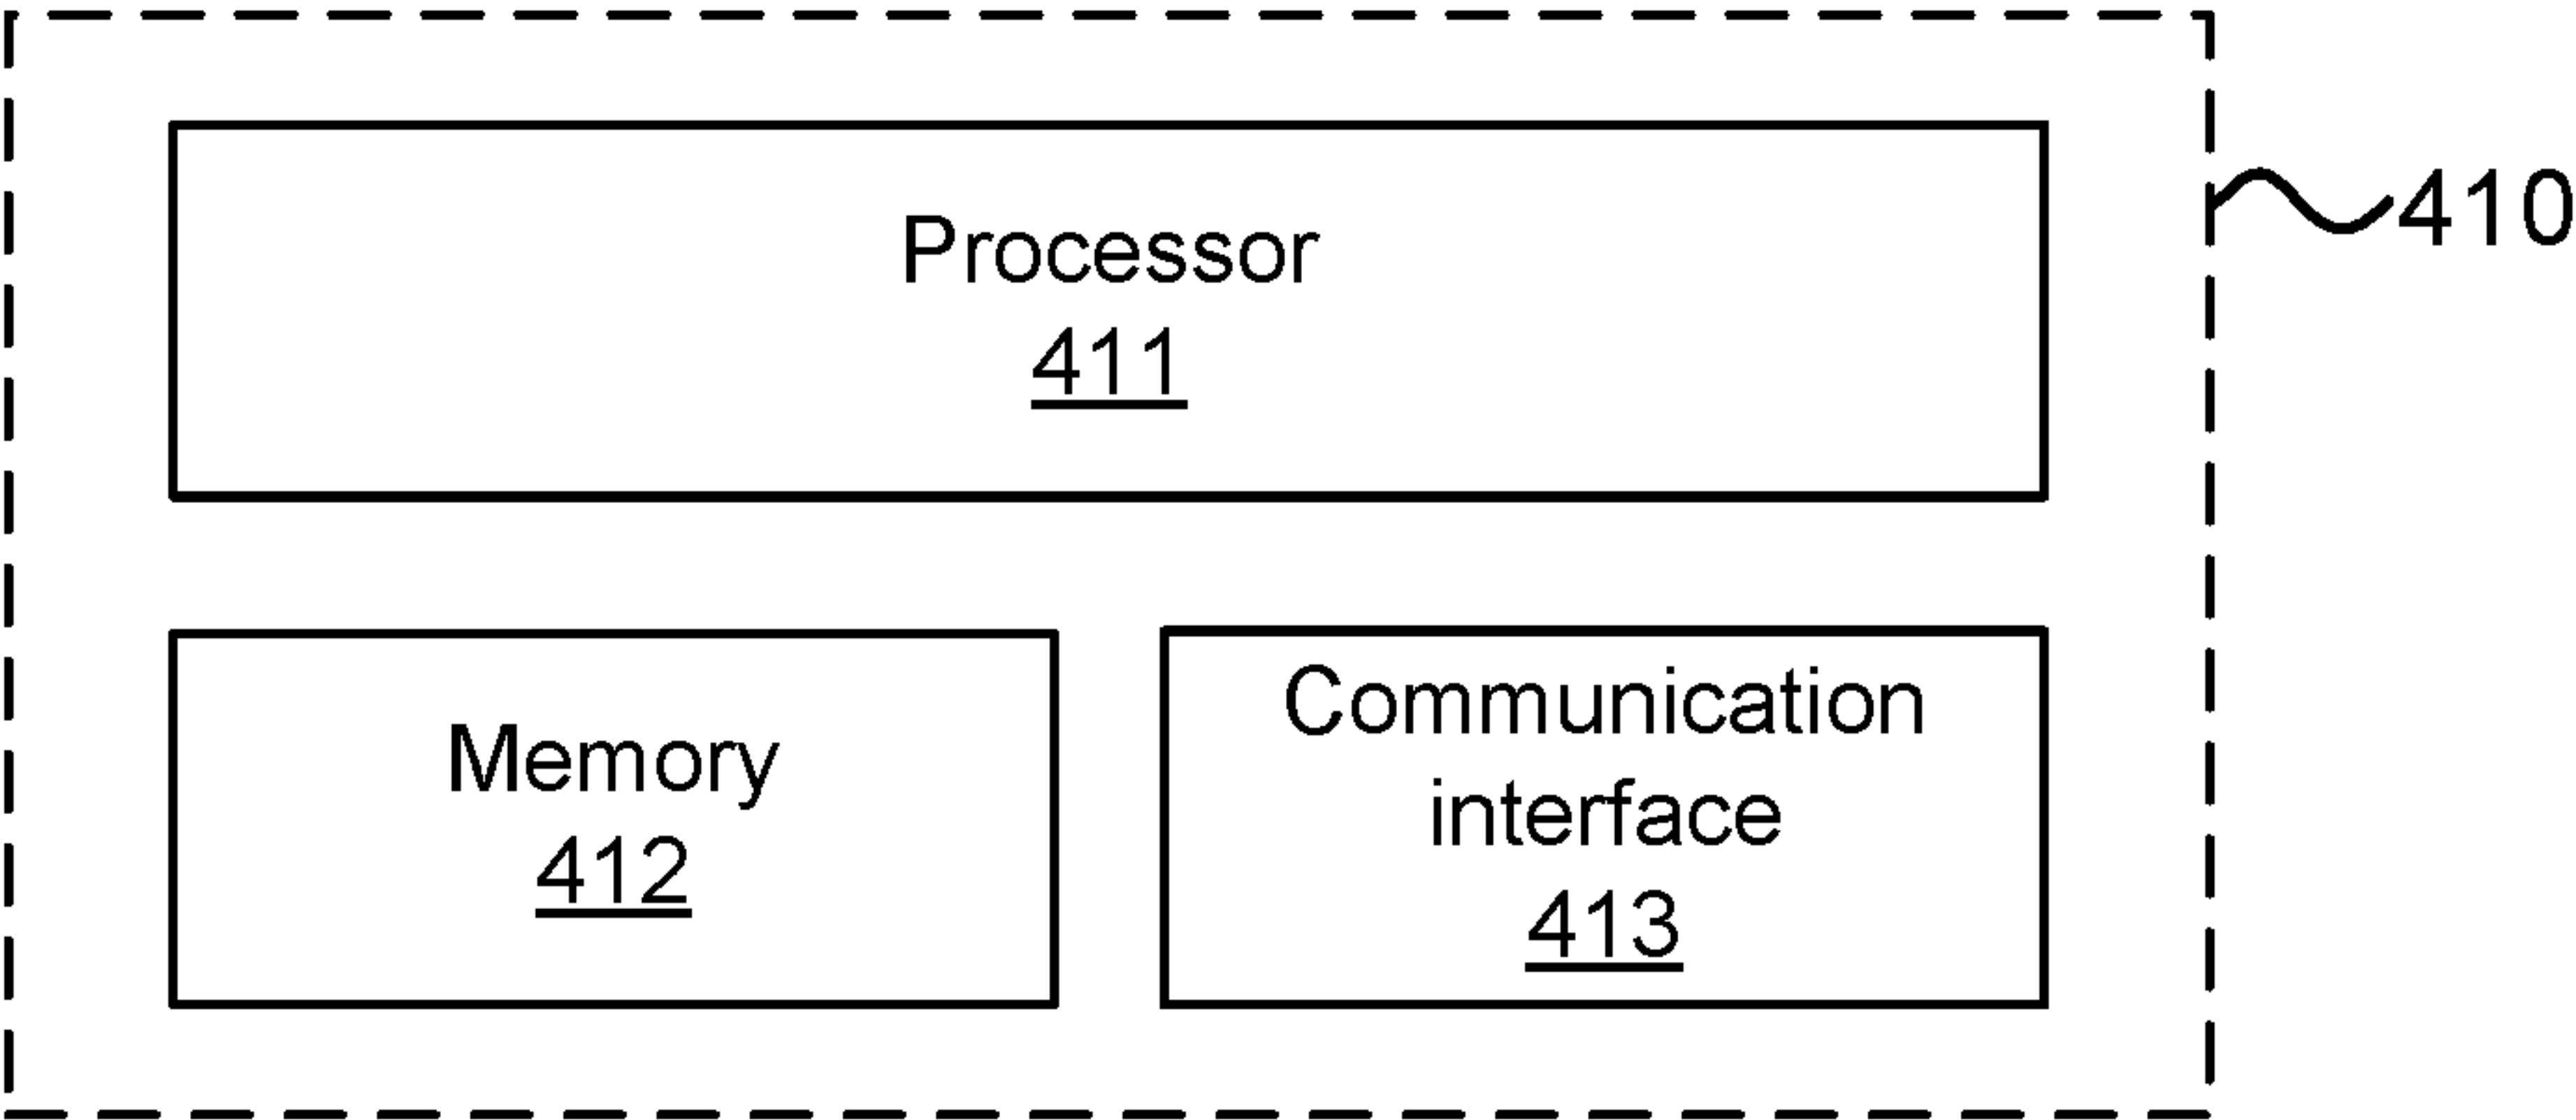 Processor
411
410
Memory
412
Communication
interface
413